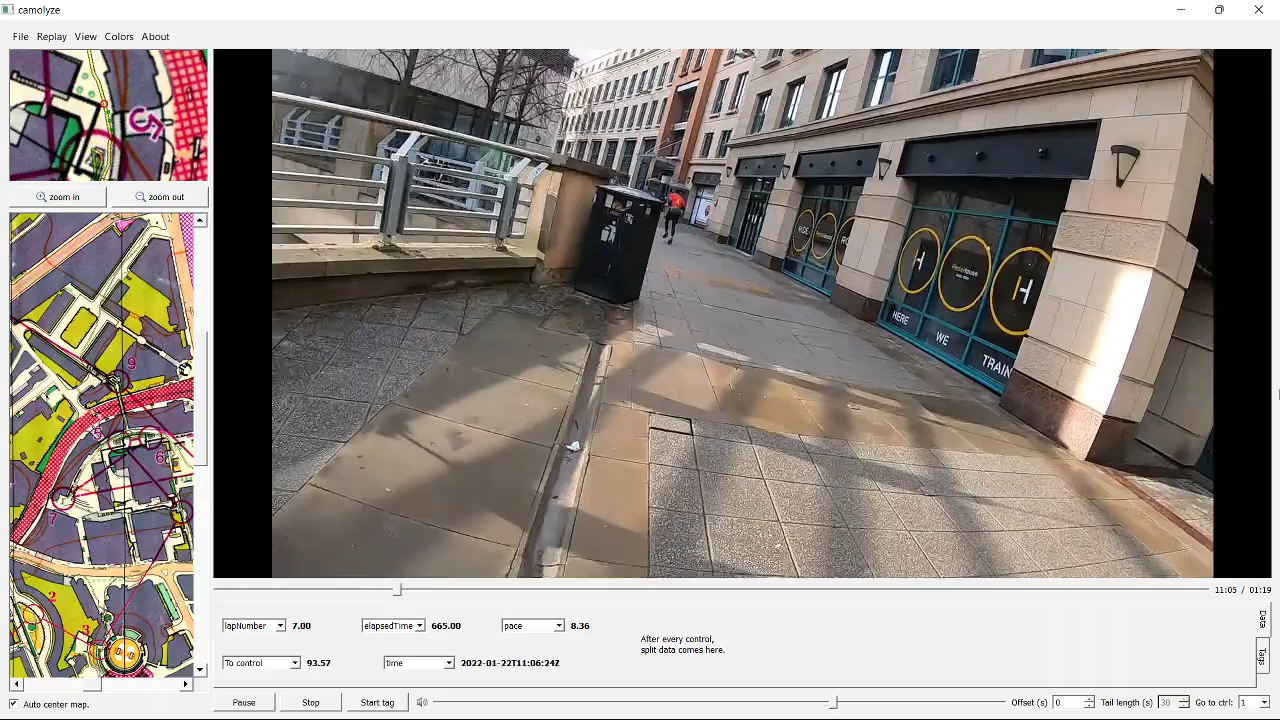 camolyze
File Replay View Colors About
zoom in zoom out
9
6
7
2
3
HERE
WE
TRAIN
H
PedalHouse
H
11:05 / 01:19
lapNumber 7.00 elapsedTime 665.00 pace 8.36
After every control,
split data comes here.
To control 93.57 time 2022-01-22T11:06:24Z
Data
Tags
Auto center map.
Pause Stop Start tag Offset (s) 0 Tail length (s) 30 Go to ctrl: 1